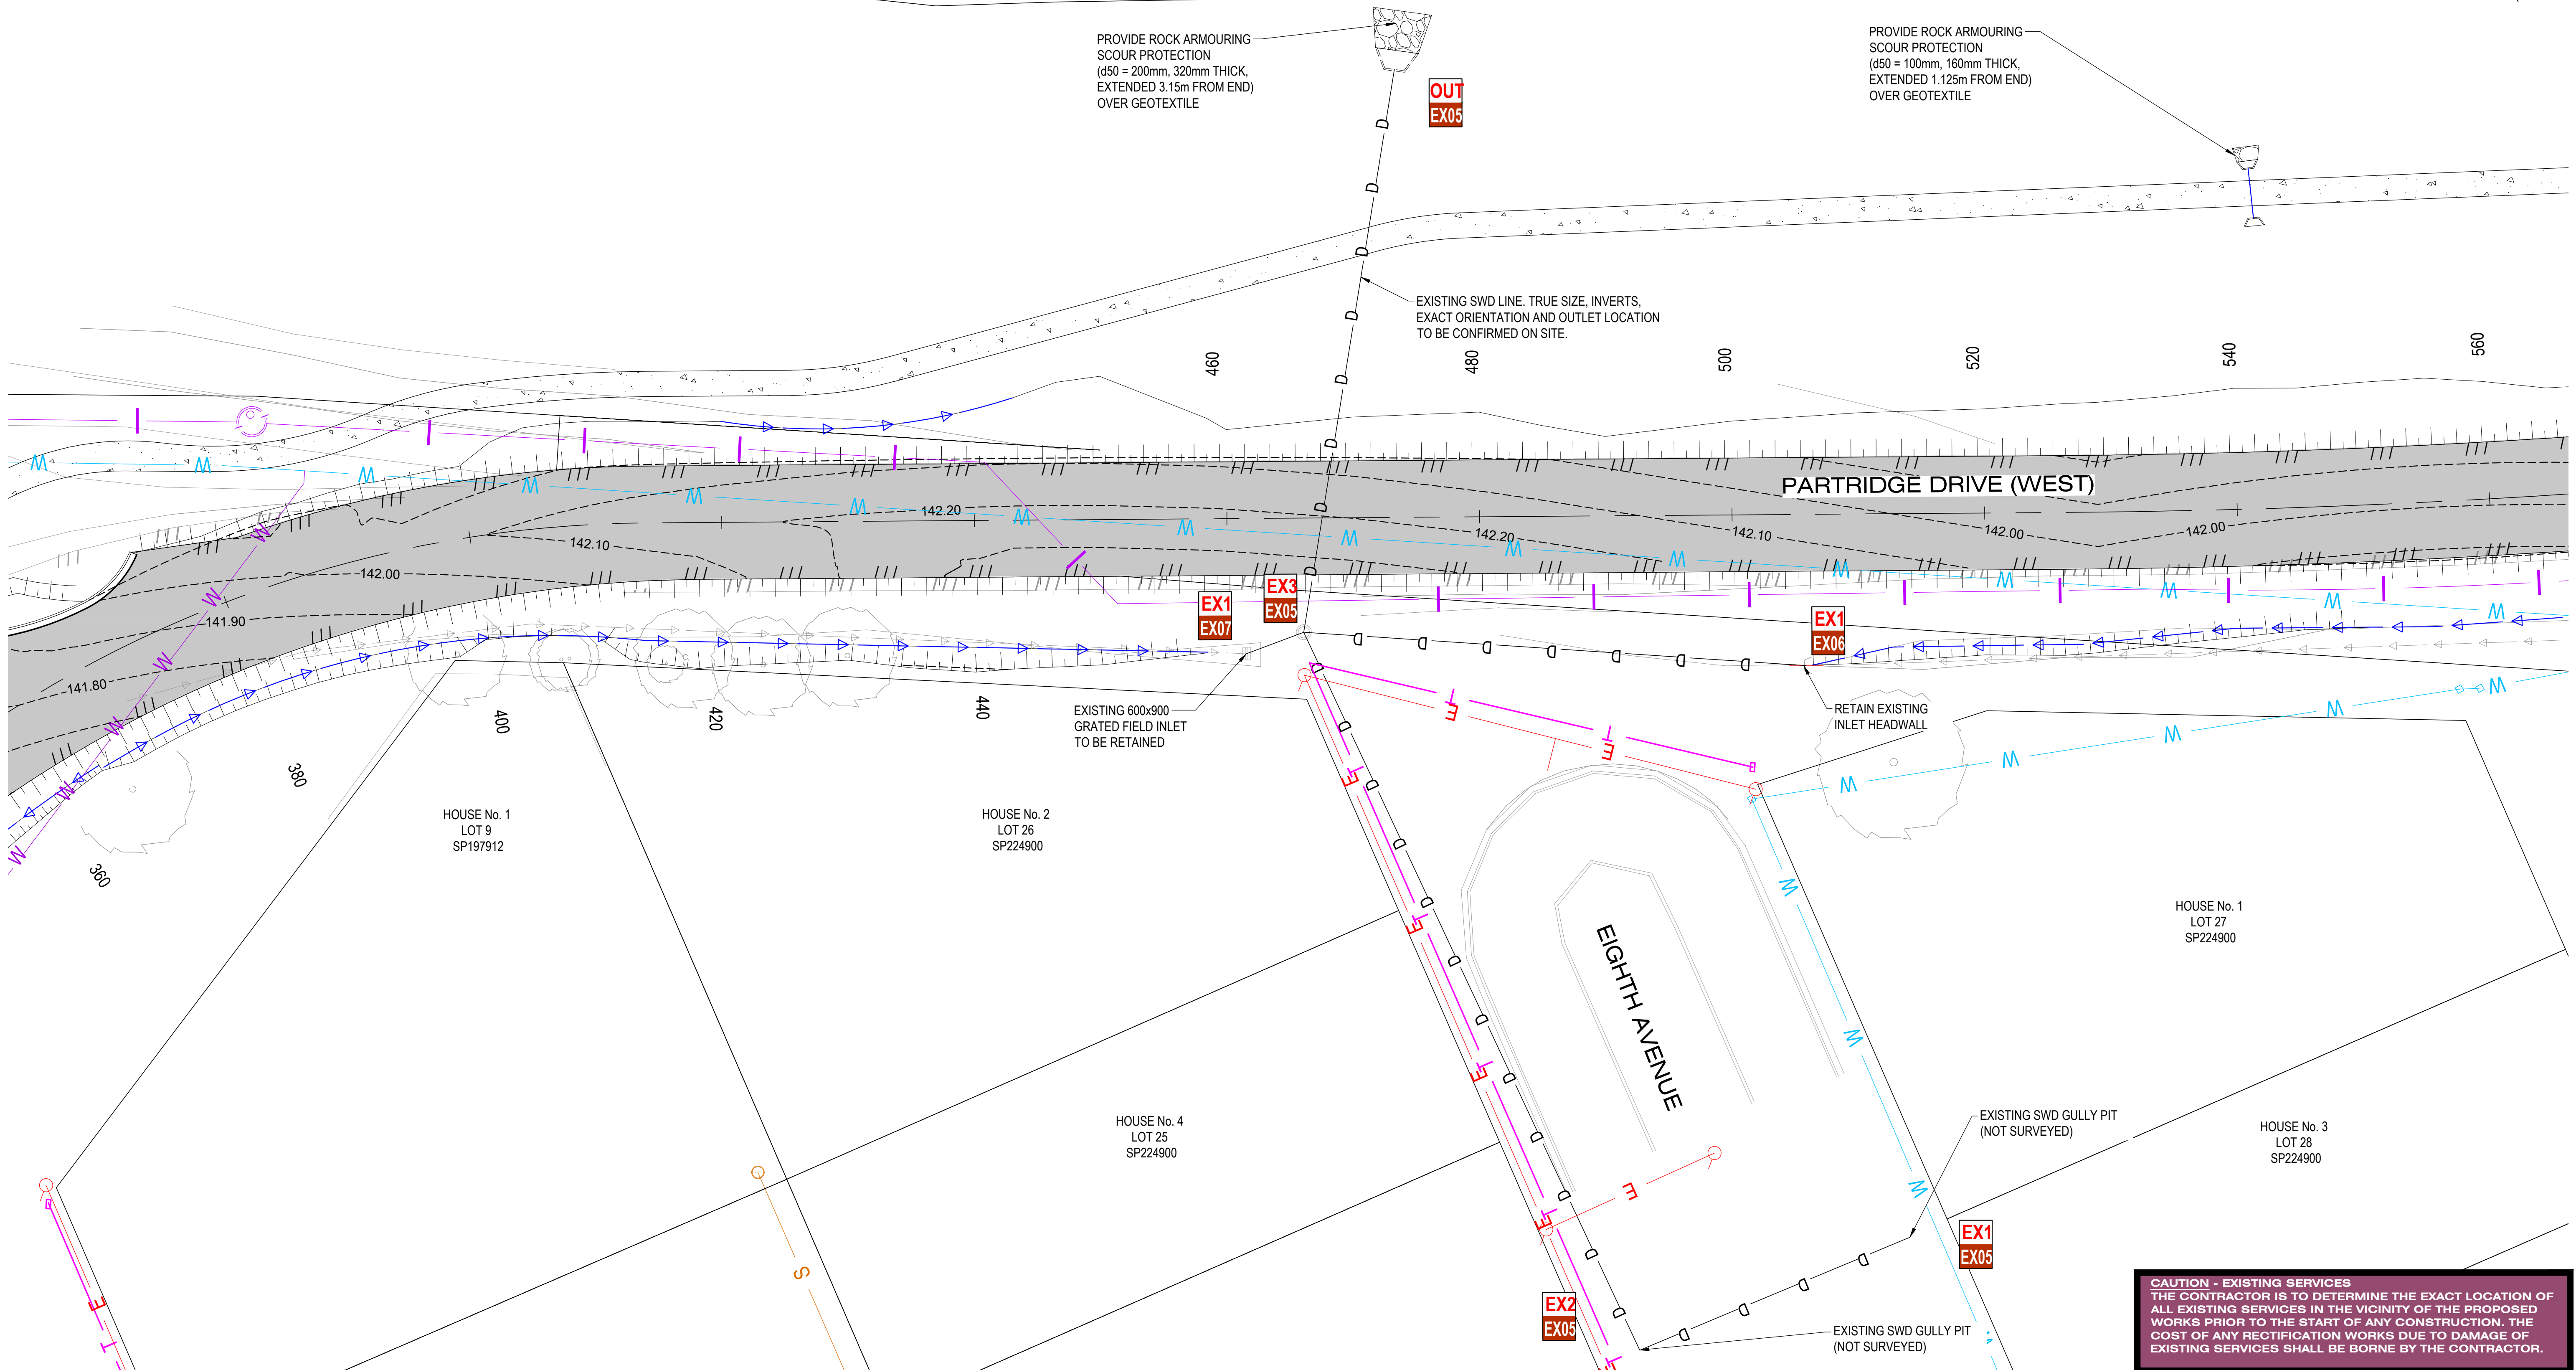 PROVIDE ROCK ARMOURING
SCOUR PROTECTION
(d50 = 200mm, 320mm THICK,
EXTENDED 3.15m FROM END)
OVER GEOTEXTILE
OUT
EX05
PROVIDE ROCK ARMOURING
SCOUR PROTECTION
(d50 = 100mm, 160mm THICK,
EXTENDED 1.125m FROM END)
OVER GEOTEXTILE
EXISTING SWD LINE. TRUE SIZE, INVERTS,
EXACT ORIENTATION AND OUTLET LOCATION
TO BE CONFIRMED ON SITE.
460
480
500
520
540
560
PARTRIDGE DRIVE (WEST)
142.20
142.10
142.00
141.90
141.80
142.20
142.10
142.00
142.00
EX1
EX07
EX3
EX05
EX1
EX06
360
380
400
420
440
EXISTING 600x900
GRATED FIELD INLET
TO BE RETAINED
RETAIN EXISTING
INLET HEADWALL
HOUSE No. 1
LOT 9
SP197912
HOUSE No. 2
LOT 26
SP224900
HOUSE No. 1
LOT 27
SP224900
EIGHTH AVENUE
HOUSE No. 4
LOT 25
SP224900
EXISTING SWD GULLY PIT
(NOT SURVEYED)
HOUSE No. 3
LOT 28
SP224900
EX1
EX05
EX2
EX05
EXISTING SWD GULLY PIT
(NOT SURVEYED)
CAUTION - EXISTING SERVICES
THE CONTRACTOR IS TO DETERMINE THE EXACT LOCATION OF
ALL EXISTING SERVICES IN THE VICINITY OF THE PROPOSED
WORKS PRIOR TO THE START OF ANY CONSTRUCTION. THE
COST OF ANY RECTIFICATION WORKS DUE TO DAMAGE OF
EXISTING SERVICES SHALL BE BORNE BY THE CONTRACTOR.